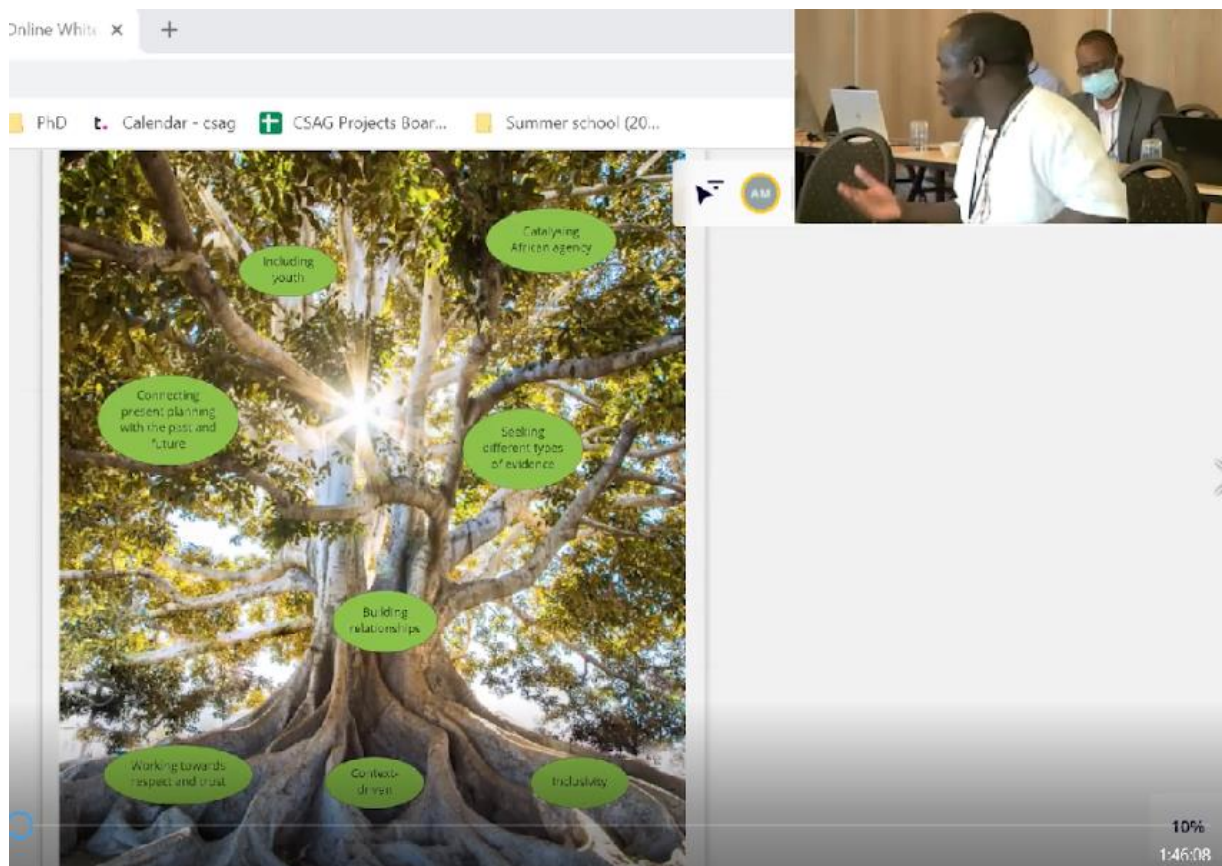 Online White
PhD
t. Calendar - csag
CSAG Projects Boar...
Summer school (20...
AM
Catalysing
African agency
Including
youth
Connecting
present planning
with the past and
future
Seeking
different types
of evidence
Building
relationships
Working towards
respect and trust
Context-
driven
Inclusivity
10%
1:46:08